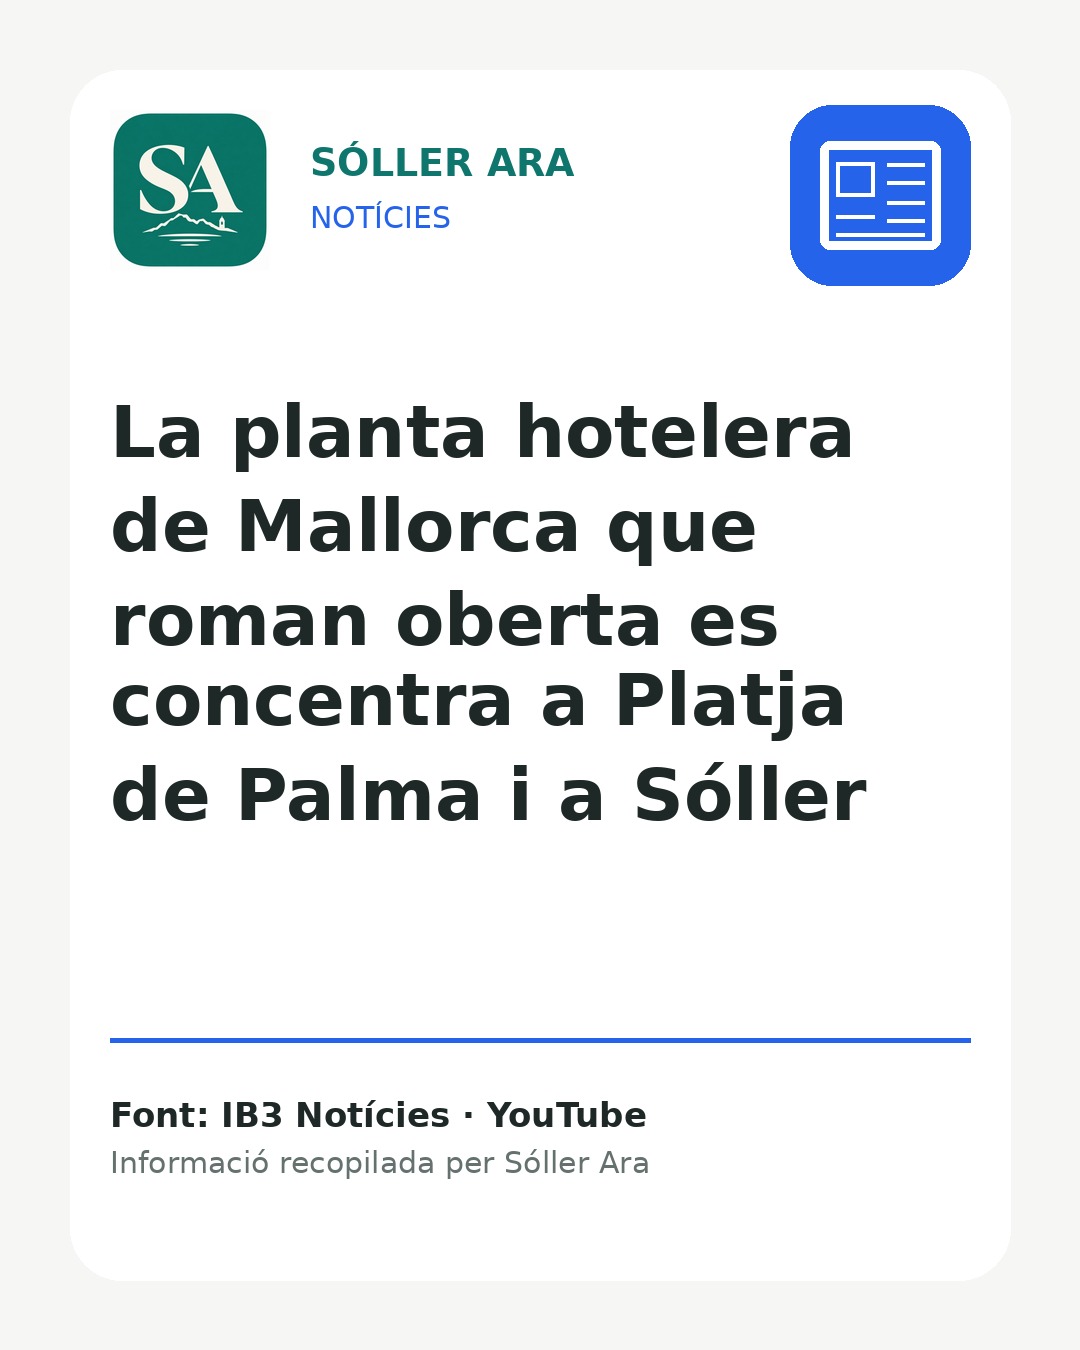 SA
SÓLLER ARA
NOTÍCIES
La planta hotelera
de Mallorca que
roman oberta es
concentra a Platja
de Palma i a Sóller
Font: IB3 Notícies · YouTube
Informació recopilada per Sóller Ara